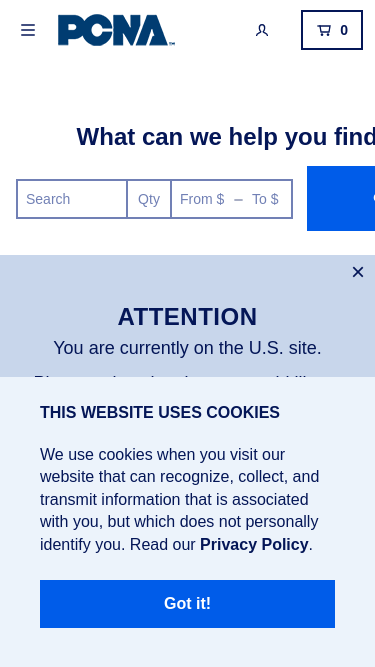 PCNA
0
What can we help you find
Search
Qty
From $ – To $
ATTENTION
You are currently on the U.S. site.
THIS WEBSITE USES COOKIES
We use cookies when you visit our
website that can recognize, collect, and
transmit information that is associated
with you, but which does not personally
identify you. Read our Privacy Policy.
Got it!